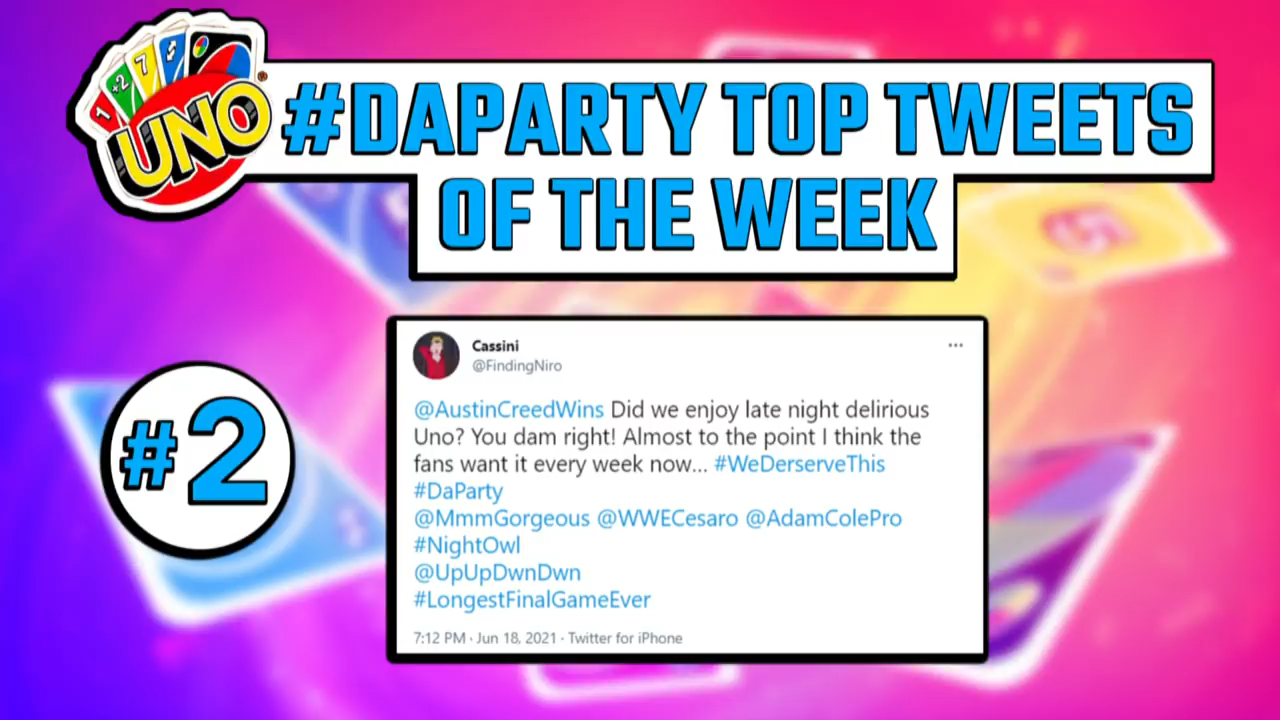 UNO
#DAPARTY TOP TWEETS
OF THE WEEK
#2
Cassini
@FindingNiro
@AustinCreedWins Did we enjoy late night delirious
Uno? You dam right! Almost to the point I think the
fans want it every week now... #WeDerserveThis
#DaParty
@MmmGorgeous @WWECesaro @AdamColePro
#NightOwl
@UpUpDwnDwn
#LongestFinalGameEver
7:12 PM · Jun 18, 2021 · Twitter for iPhone